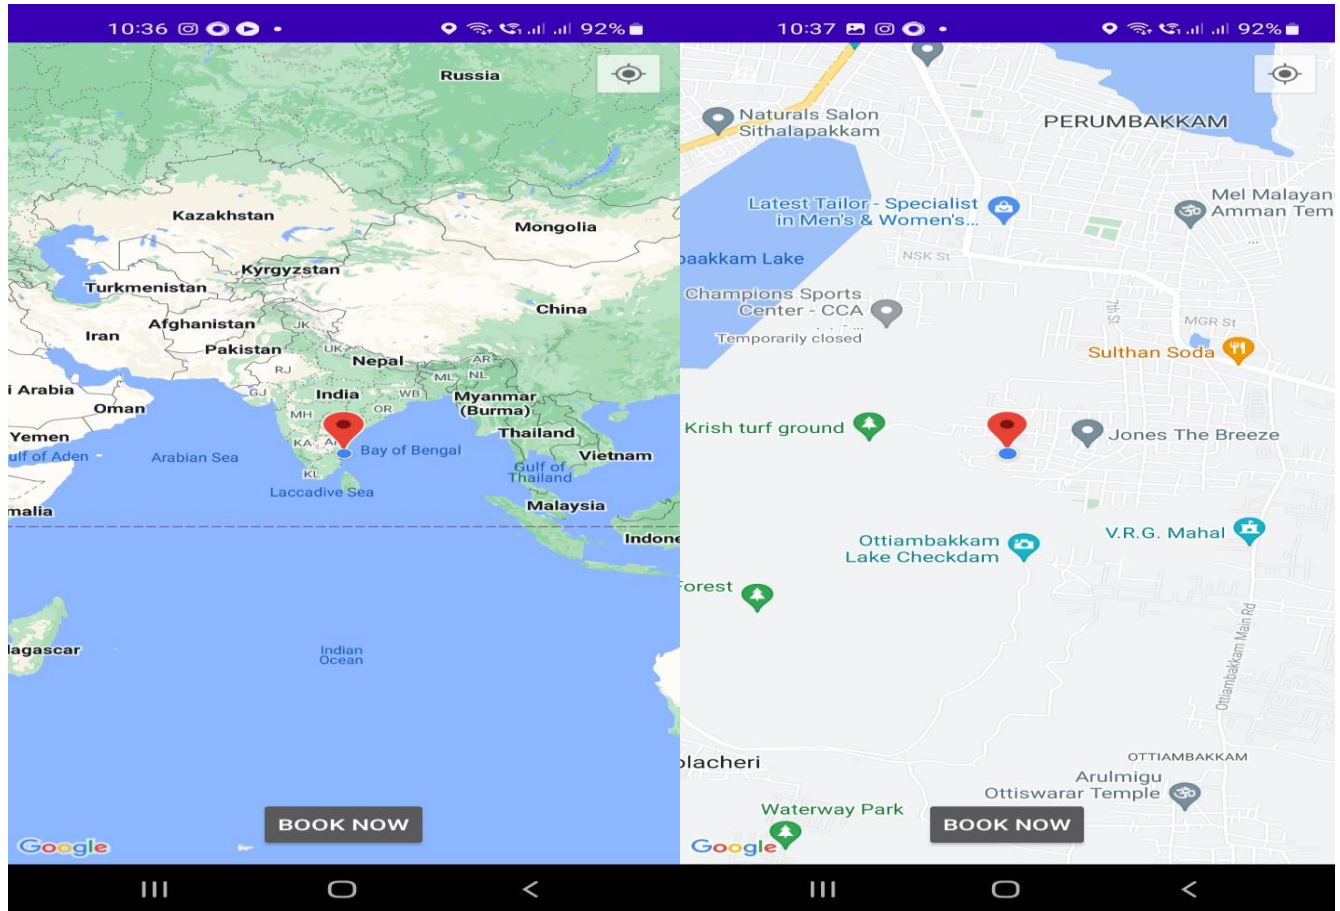 10:36
92%
Russia
Kazakhstan
Mongolia
Kyrgyzstan
Turkmenistan
China
Afghanistan
JK
Iran
Pakistan
UK
Nepal
AR
RJ
ML NL
i Arabia
GJ
India
WB
Myanmar
(Burma)
Oman
MH
OR
Yemen
KA
Thailand
ulf of Aden
Arabian Sea
Bay of Bengal
Vietnam
KL
Gulf of
Thailand
Laccadive Sea
Malaysia
malia
Indone
lagascar
Indian
Ocean
BOOK NOW
Google
10:37
92%
Naturals Salon
Sithalapakkam
PERUMBAKKAM
Latest Tailor - Specialist
in Men's & Women's...
Mel Malayan
Amman Tem
...
paakkam Lake
NSK St
Champions Sports
Center - CCA
Temporarily closed
7th St
MGR St
Sulthan Soda
Krish turf ground
Jones The Breeze
Ottiambakkam
Lake Checkdam
V.R.G. Mahal
Forest
Ottiambakkam Main Rd
olacheri
OTTIAMBAKKAM
Arulmigu
Ottiswarar Temple
Waterway Park
BOOK NOW
Google